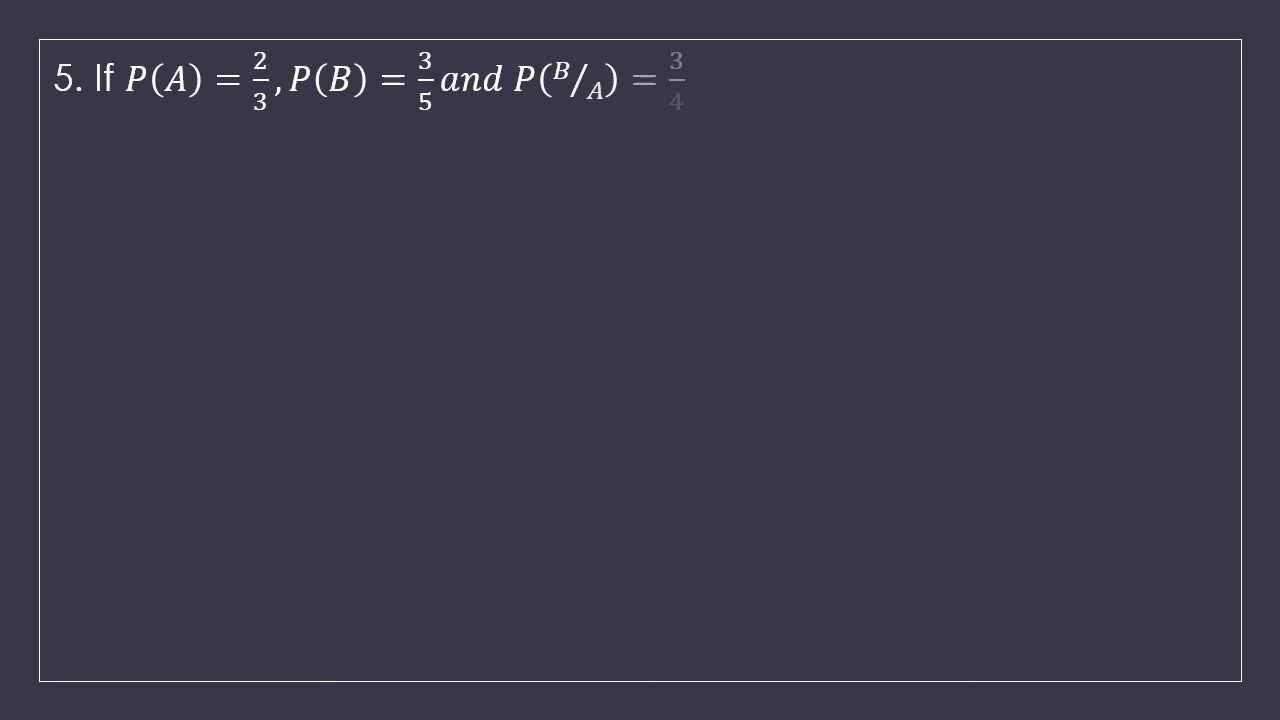 5. If P(A) = 2/3, P(B) = 3/5 and P(B/A) = 3/4